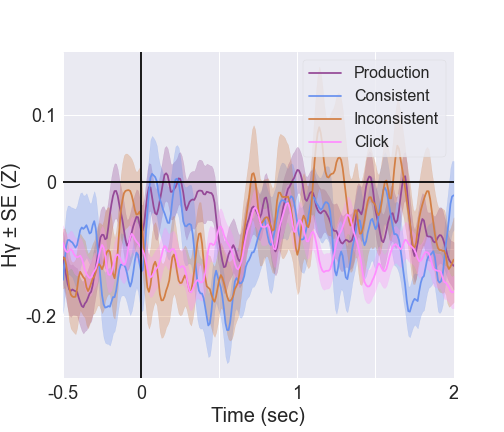 Production
Consistent
Inconsistent
Click
0.1
0
-0.2
Hγ ± SE (Z)
-0.5
0
1
2
Time (sec)